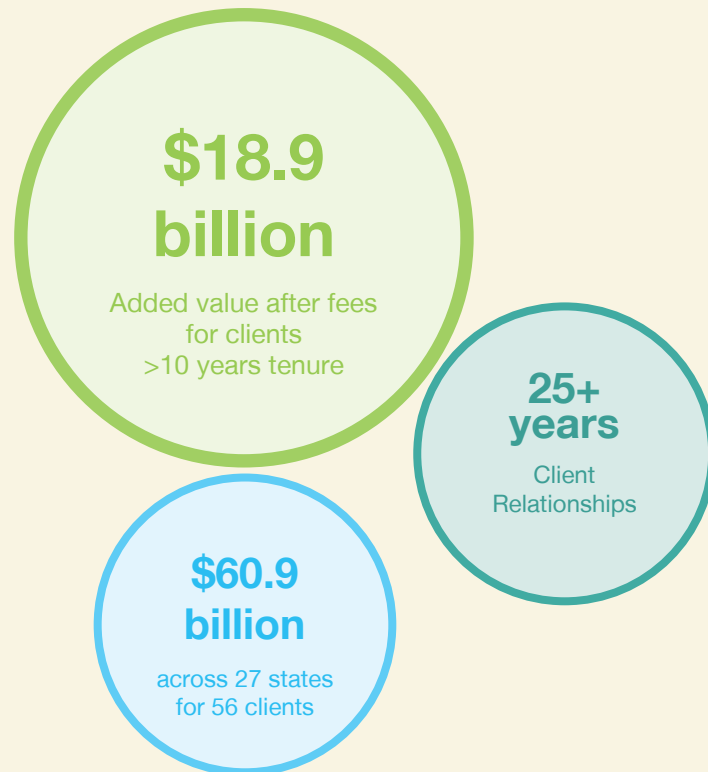 $18.9
billion
Added value after fees
for clients
>10 years tenure
25+
years
Client
Relationships
$60.9
billion
across 27 states
for 56 clients